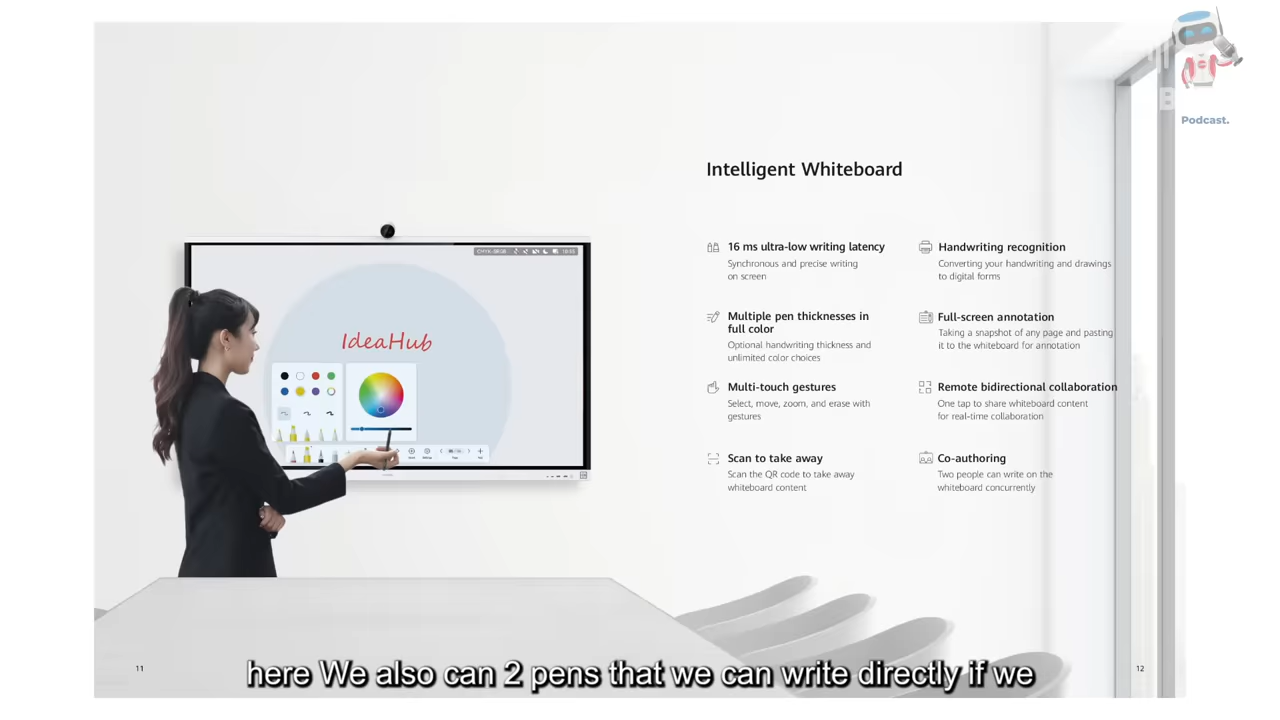 Podcast.
Intelligent Whiteboard
16 ms ultra-low writing latency
Synchronous and precise writing
on screen
Handwriting recognition
Converting your handwriting and drawings
to digital forms
Multiple pen thicknesses in
full color
Optional handwriting thickness and
unlimited color choices
Full-screen annotation
Taking a snapshot of any page and pasting
it to the whiteboard for annotation
Multi-touch gestures
Select, move, zoom, and erase with
gestures
Remote bidirectional collaboration
One tap to share whiteboard content
for real-time collaboration
Scan to take away
Scan the QR code to take away
whiteboard content
Co-authoring
Two people can write on the
whiteboard concurrently
IdeaHub
11
12
here We also can 2 pens that we can write directly If we